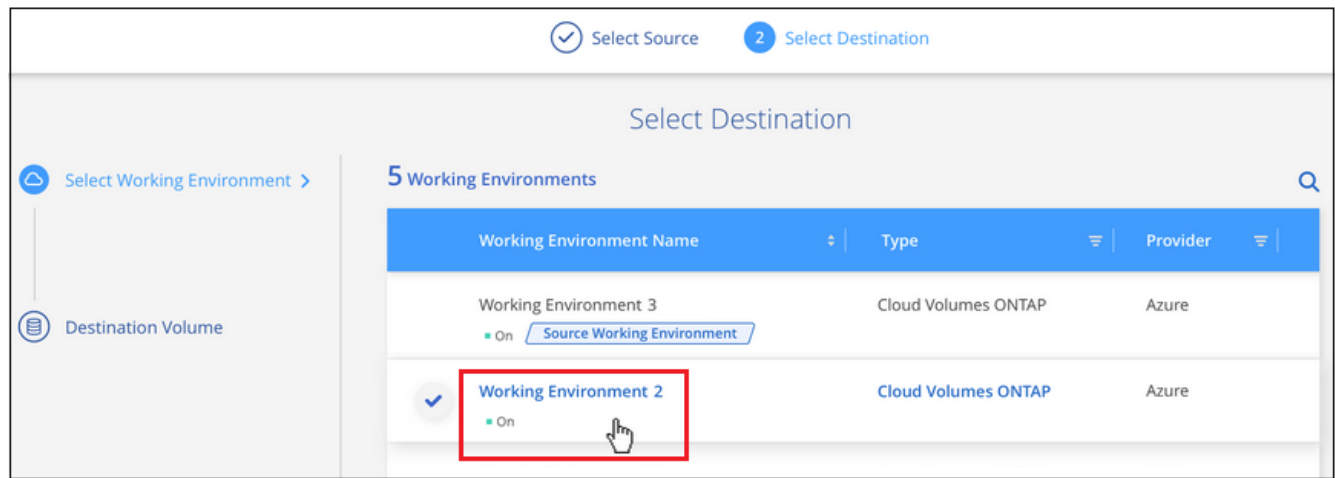 Select Source 2 Select Destination
Select Destination
Select Working Environment >
5 Working Environments
Working Environment Name Type Provider
Working Environment 3 Cloud Volumes ONTAP Azure
On Source Working Environment
Destination Volume
Working Environment 2 Cloud Volumes ONTAP Azure
On